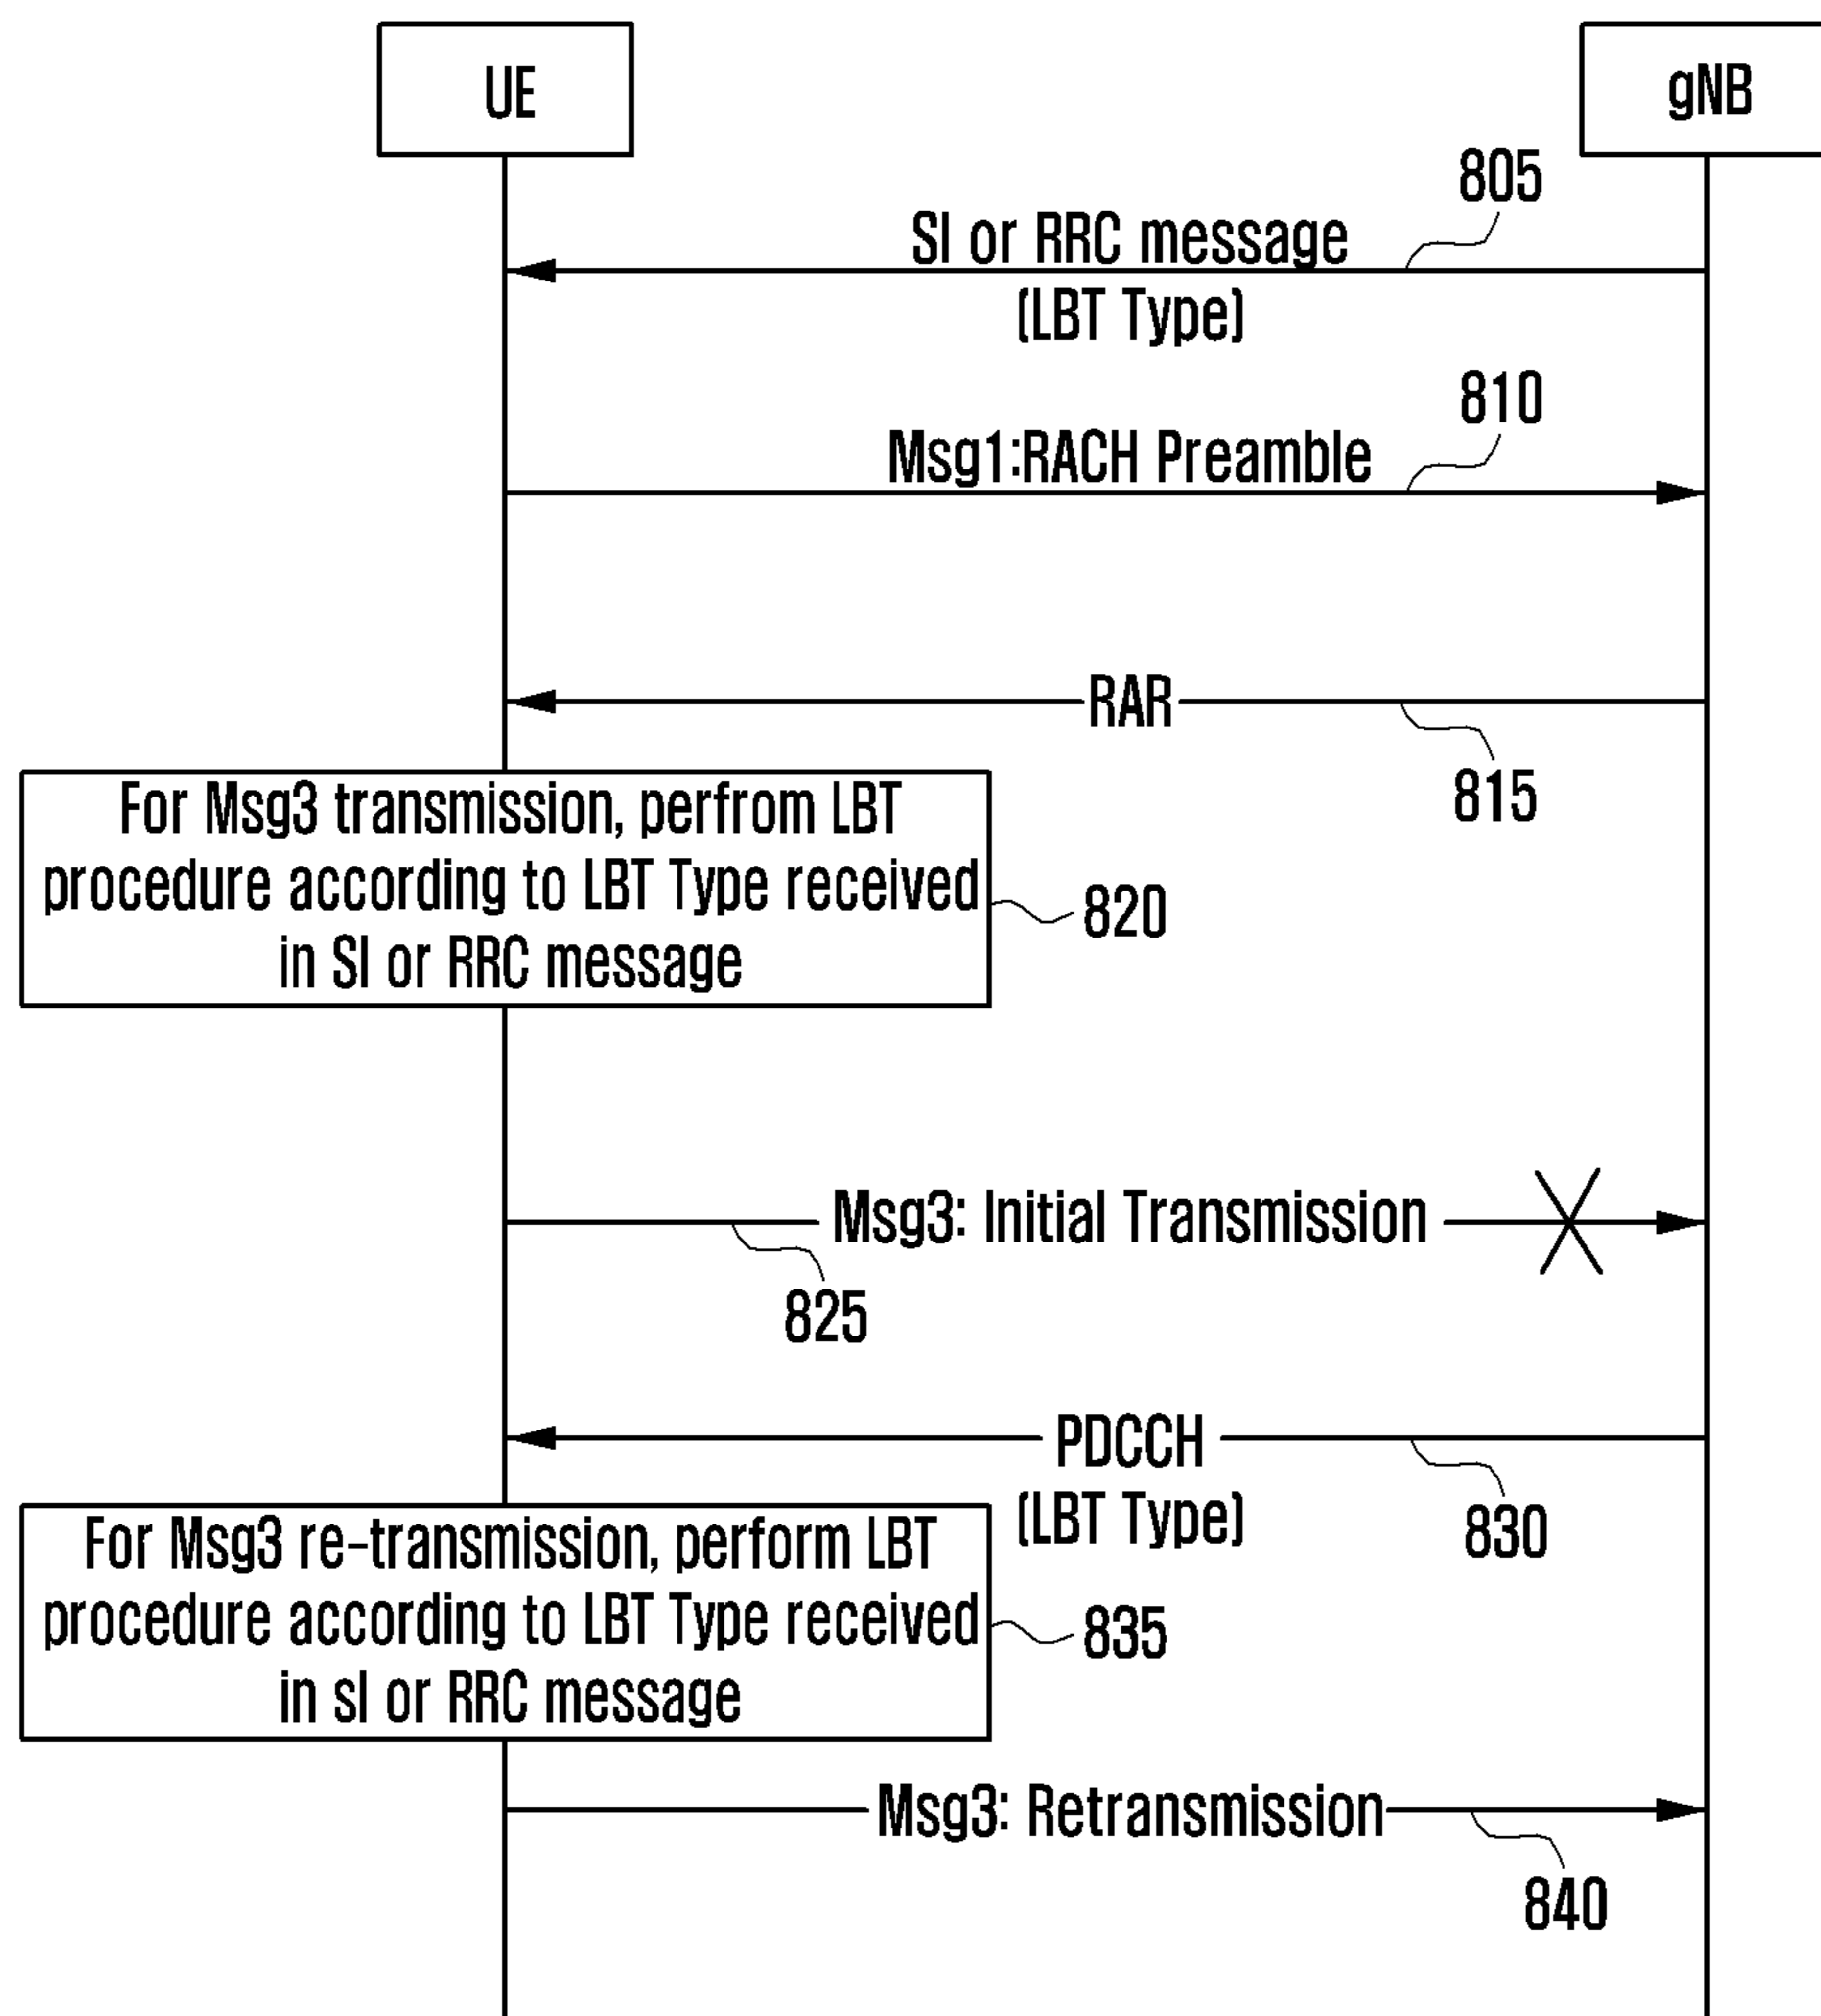 UE
gNB
805
SI or RRC message
(LBT Type)
810
Msg1:RACH Preamble
RAR
815
For Msg3 transmission, perfrom LBT
procedure according to LBT Type received
in SI or RRC message
820
Msg3: Initial Transmission
825
PDCCH
(LBT Type)
830
For Msg3 re-transmission, perform LBT
procedure according to LBT Type received
in sI or RRC message
835
Msg3: Retransmission
840